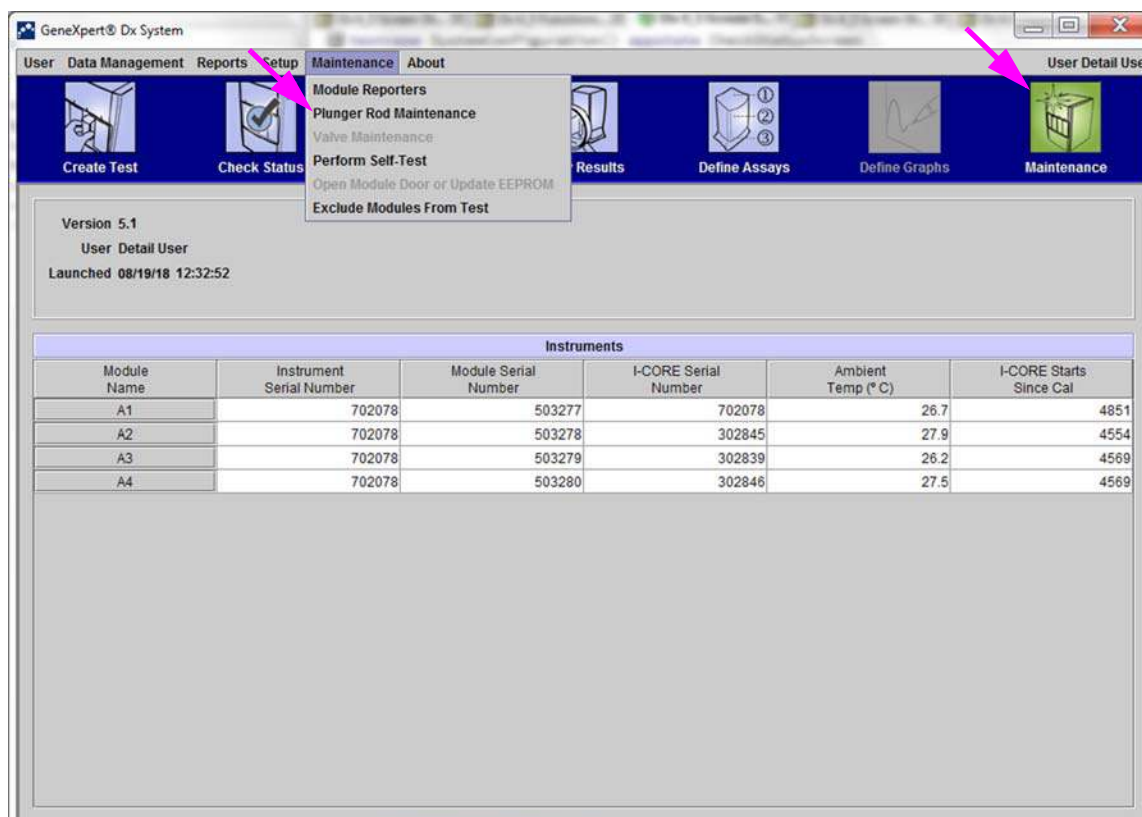 GeneXpert® Dx System
User Data Management Reports Setup Maintenance About User Detail Use
Module Reporters
Plunger Rod Maintenance
Valve Maintenance
Perform Self-Test
Open Module Door or Update EEPROM
Exclude Modules From Test
Create Test Check Status Results Define Assays Define Graphs Maintenance
Version 5.1
User Detail User
Launched 08/19/18 12:32:52
Instruments
Module Name Instrument Serial Number Module Serial Number I-CORE Serial Number Ambient Temp (° C) I-CORE Starts Since Cal
A1 702078 503277 702078 26.7 4851
A2 702078 503278 302845 27.9 4554
A3 702078 503279 302839 26.2 4569
A4 702078 503280 302846 27.5 4569